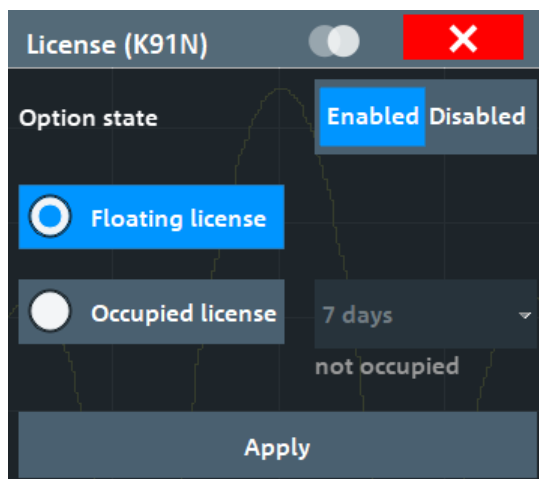 License (K91N)
Option state
Enabled Disabled
Floating license
Occupied license
7 days
not occupied
Apply